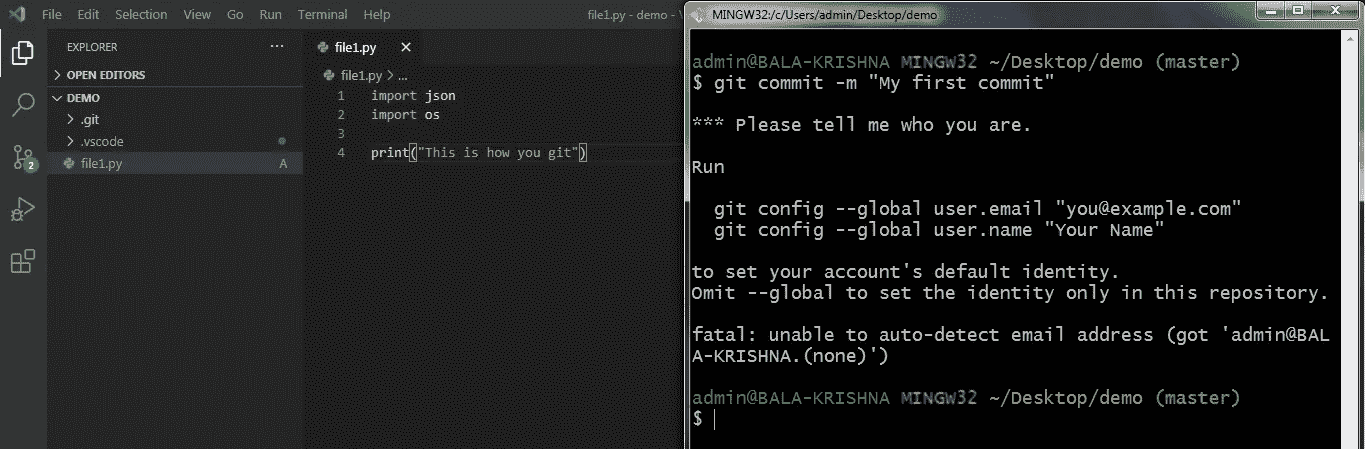 File Edit Selection View Go Run Terminal Help
file1.py - demo - V
EXPLORER
OPEN EDITORS
DEMO
.git
.vscode
file1.py A
2
file1.py
file1.py > ...
1 import json
2 import os
3
4 print("This is how you git")
MINGW32:/c/Users/admin/Desktop/demo
admin@BALA-KRISHNA MINGW32 ~/Desktop/demo (master)
$ git commit -m "My first commit"
*** Please tell me who you are.
Run
git config --global user.email "you@example.com"
git config --global user.name "Your Name"
to set your account's default identity.
Omit --global to set the identity only in this repository.
fatal: unable to auto-detect email address (got 'admin@BAL
A-KRISHNA.(none)')
admin@BALA-KRISHNA MINGW32 ~/Desktop/demo (master)
$